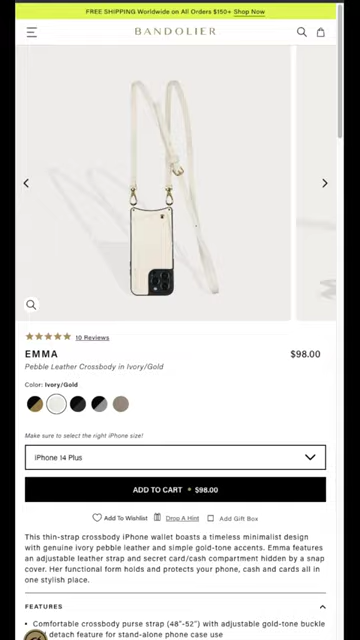 FREE SHIPPING Worldwide on All Orders $150+ Shop Now
BANDOLIER
10 Reviews
EMMA
$98.00
Pebble Leather Crossbody in Ivory/Gold
Color: Ivory/Gold
Make sure to select the right iPhone size!
iPhone 14 Plus
ADD TO CART • $98.00
Add To Wishlist
Drop A Hint
Add Gift Box
This thin-strap crossbody iPhone wallet boasts a timeless minimalist design
with genuine ivory pebble leather and simple gold-tone accents. Emma features
an adjustable leather strap and secret card/cash compartment hidden by a snap
cover. Her functional form holds and protects your phone, cash and cards all in
one stylish place.
FEATURES
• Comfortable crossbody purse strap (48"-52") with adjustable gold-tone buckle
detach feature for stand-alone phone case use